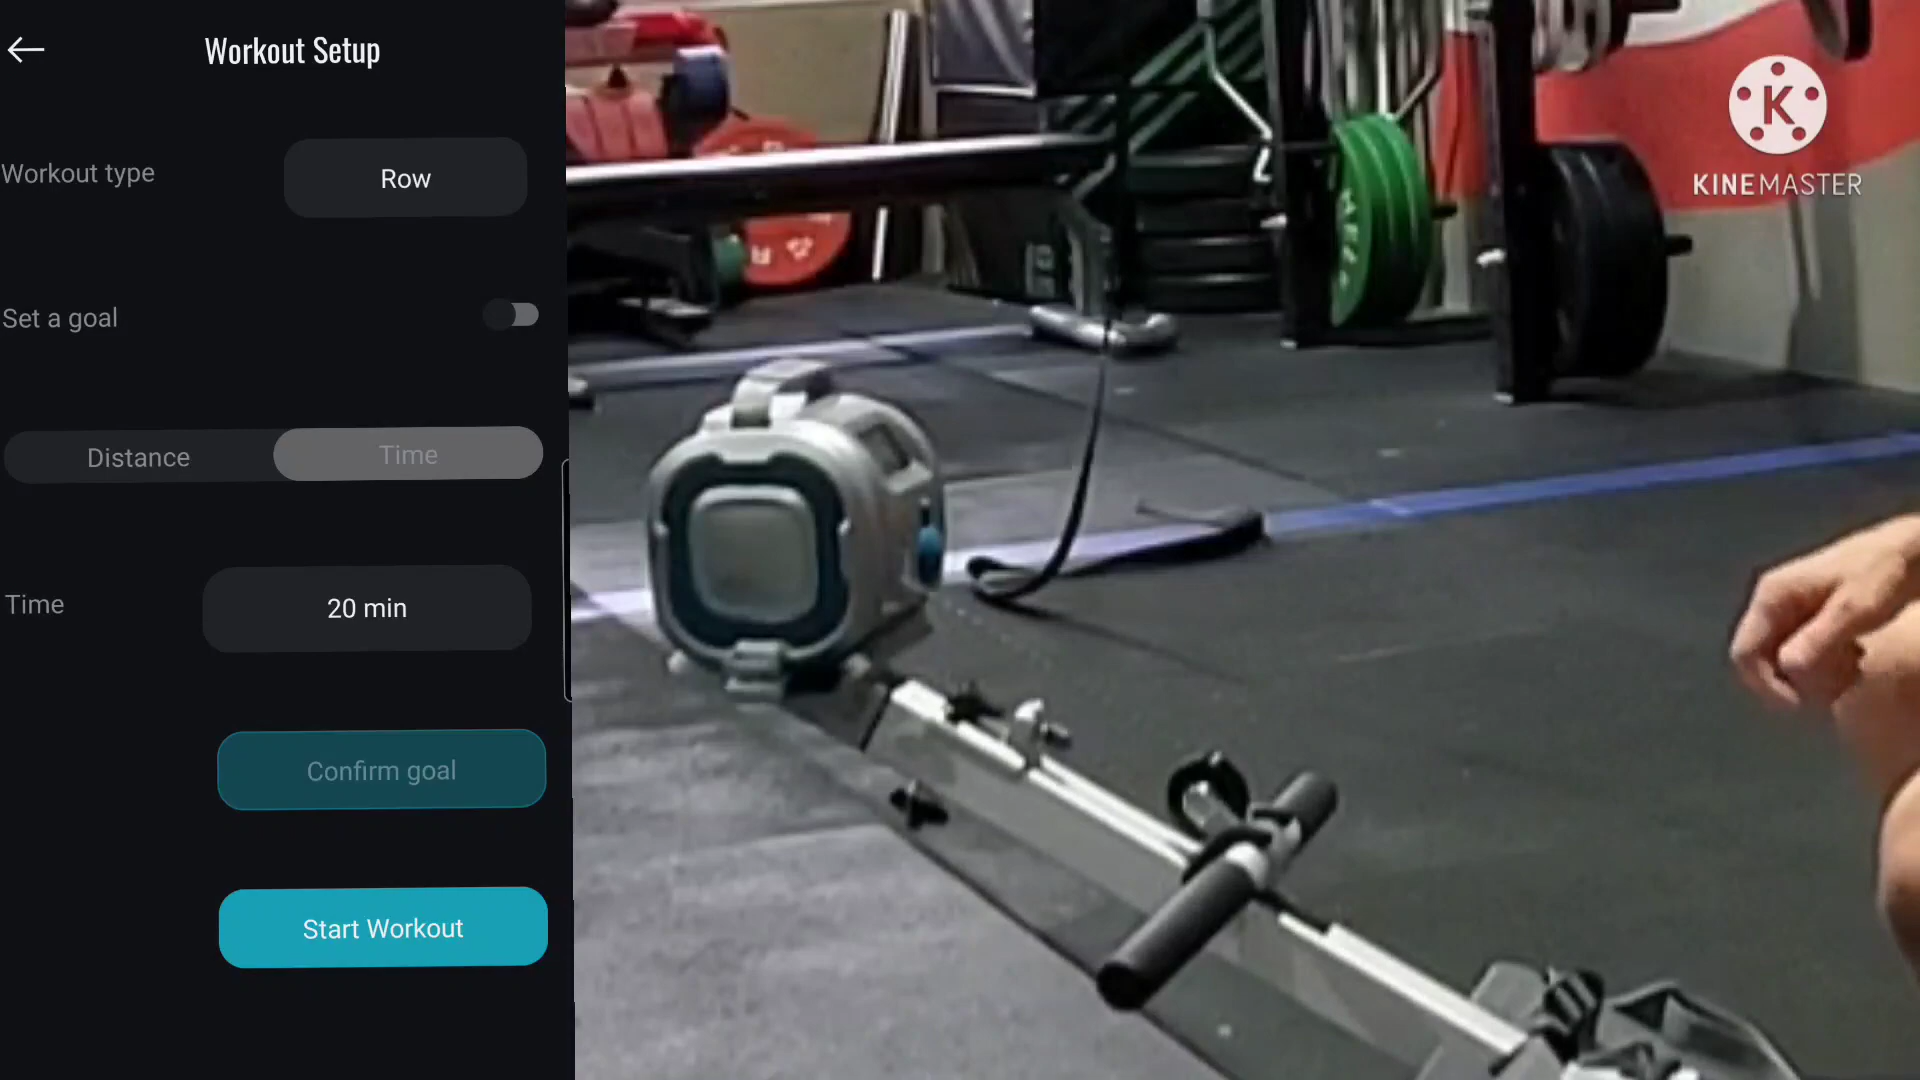 Workout Setup
Workout type
Row
Set a goal
Distance
Time
Time
20 min
Confirm goal
Start Workout
K
KINEMASTER